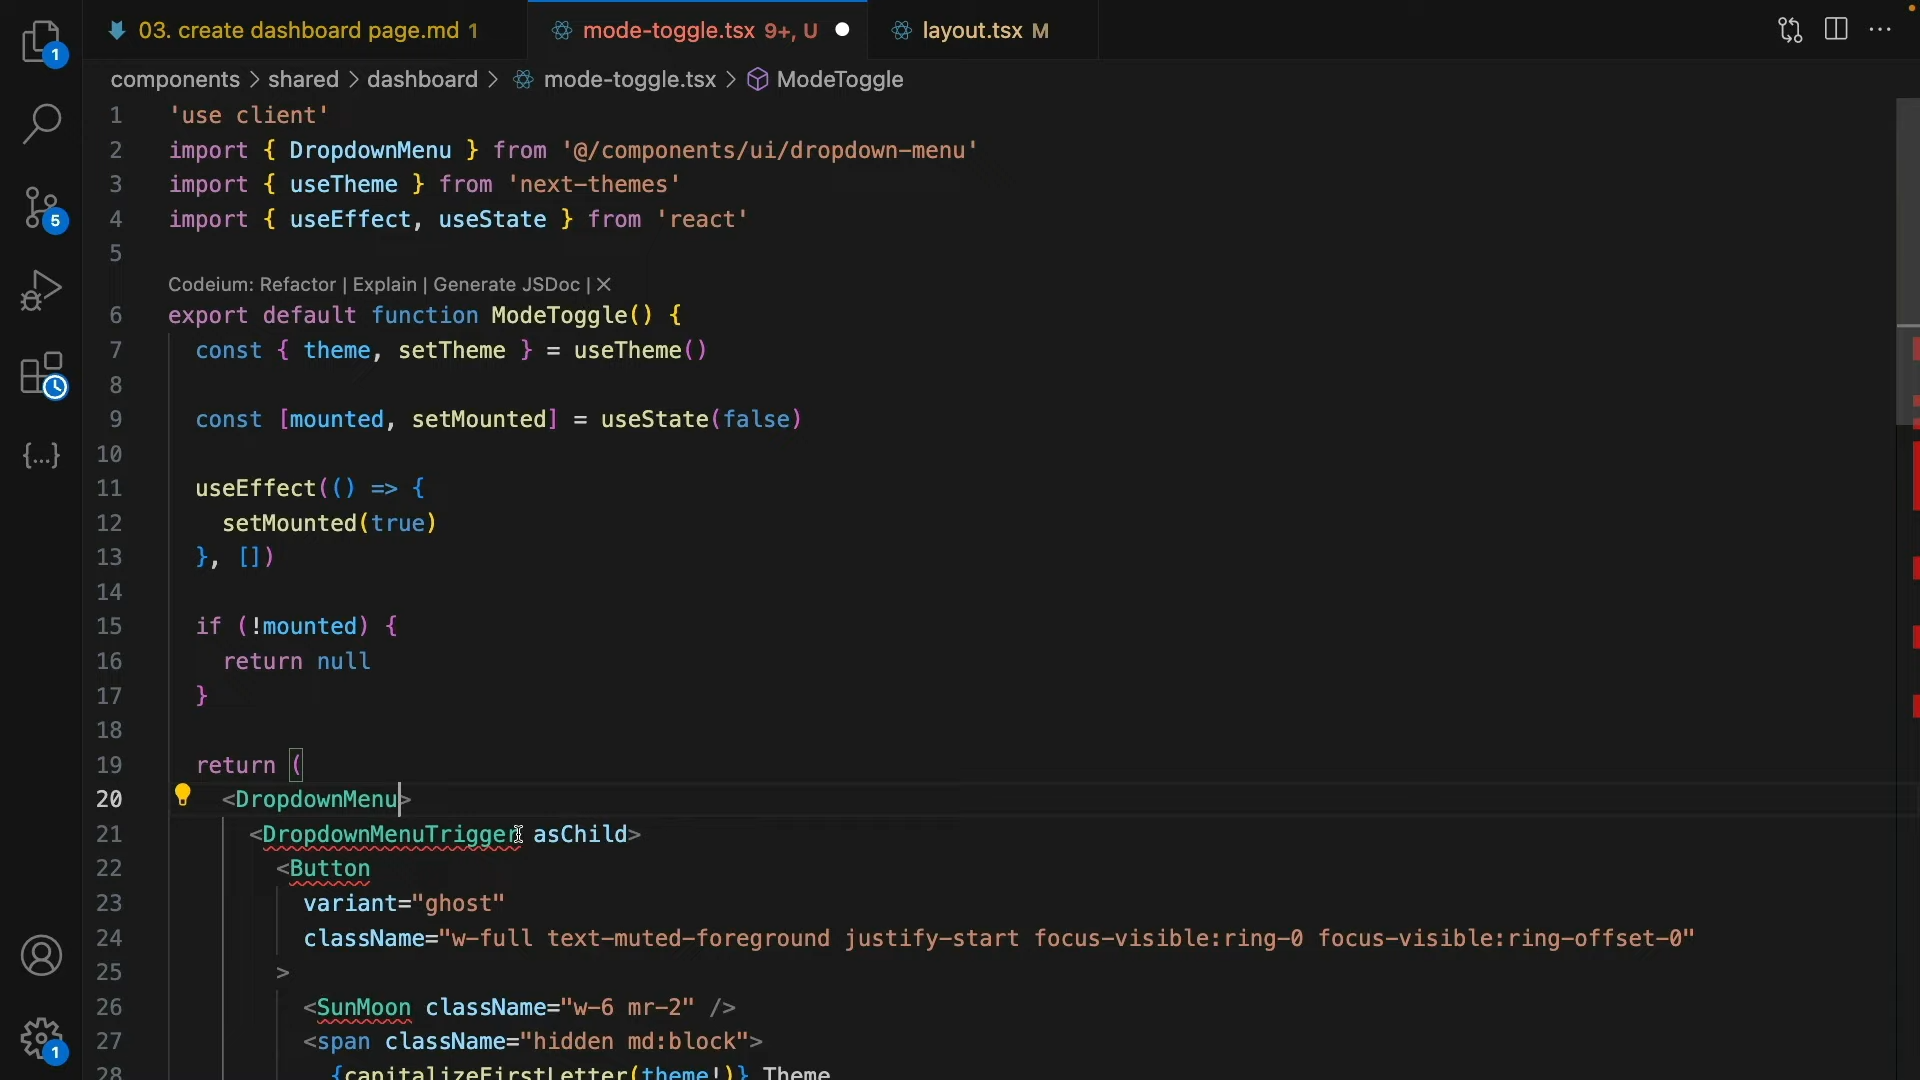 03. create dashboard page.md 1
mode-toggle.tsx 9+, U
layout.tsx M
components > shared > dashboard > mode-toggle.tsx > ModeToggle
1 'use client'
2 import { DropdownMenu } from '@/components/ui/dropdown-menu'
3 import { useTheme } from 'next-themes'
4 import { useEffect, useState } from 'react'
5
Codeium: Refactor | Explain | Generate JSDoc | X
6 export default function ModeToggle() {
7 const { theme, setTheme } = useTheme()
8
9 const [mounted, setMounted] = useState(false)
10
11 useEffect(() => {
12 setMounted(true)
13 }, [])
14
15 if (!mounted) {
16 return null
17 }
18
19 return (
20 <DropdownMenu>
21 <DropdownMenuTrigger asChild>
22 <Button
23 variant="ghost"
24 className="w-full text-muted-foreground justify-start focus-visible:ring-0 focus-visible:ring-offset-0"
25 >
26 <SunMoon className="w-6 mr-2" />
27 <span className="hidden md:block">
28 {capitalizeFirstLetter(theme!)} Theme
1
5
{...}
1